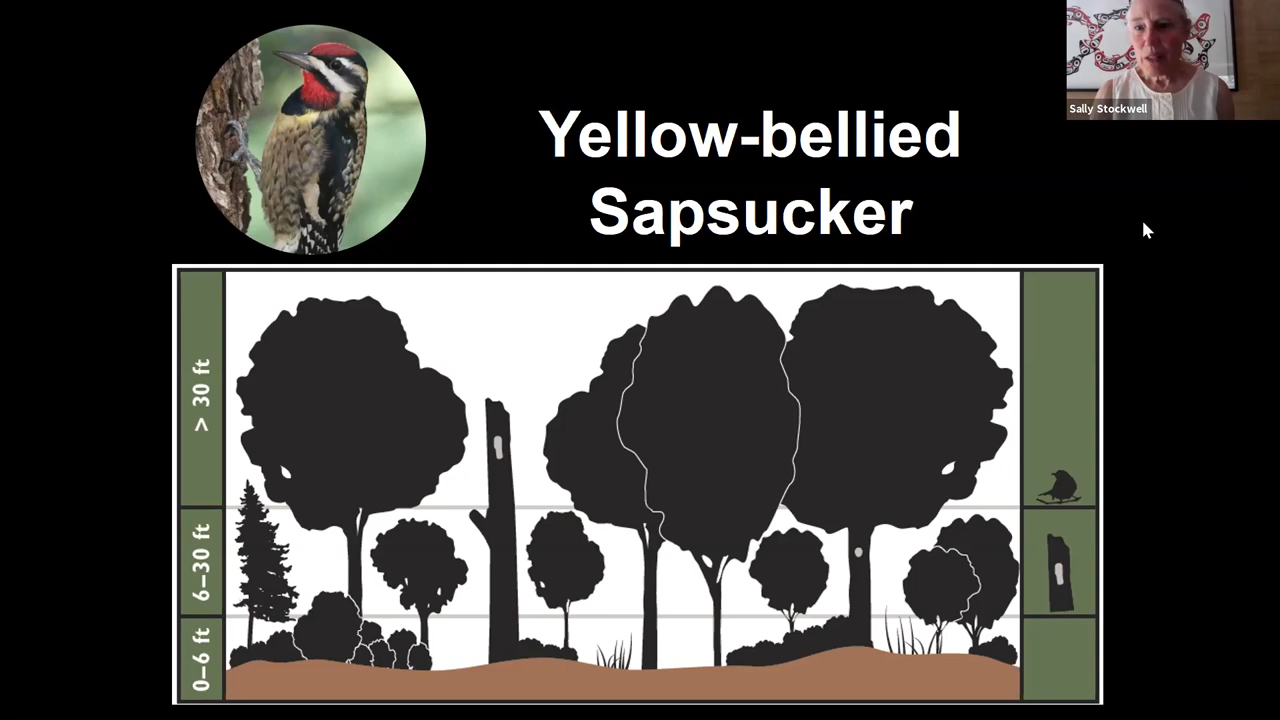 Yellow-bellied
Sapsucker
Sally Stockwell
> 30 ft
6–30 ft
0–6 ft